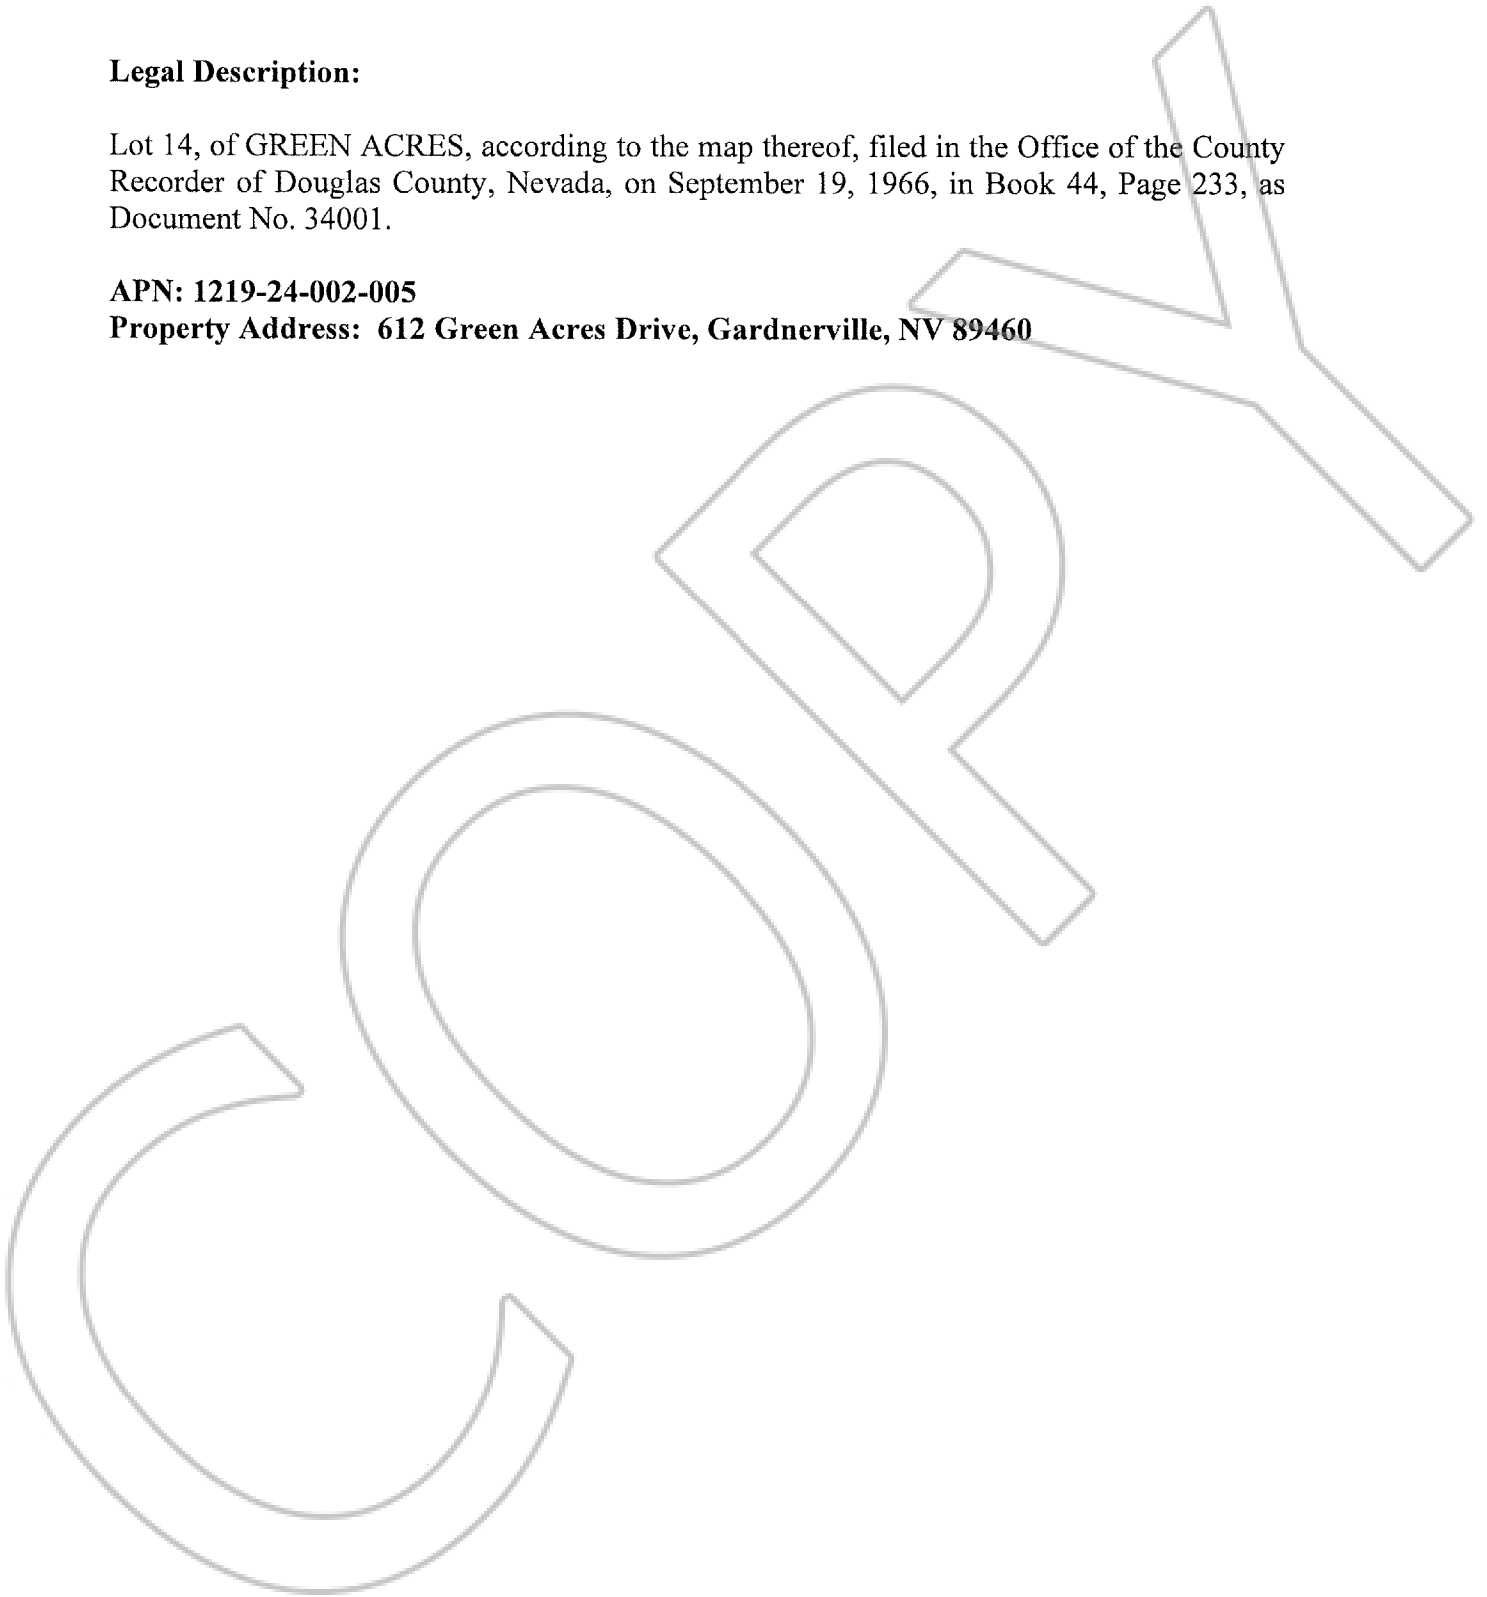 Legal Description:
Lot 14, of GREEN ACRES, according to the map thereof, filed in the Office of the County
Recorder of Douglas County, Nevada, on September 19, 1966, in Book 44, Page 233, as
Document No. 34001.
APN: 1219-24-002-005
Property Address:  612 Green Acres Drive, Gardnerville, NV 89460
COPY